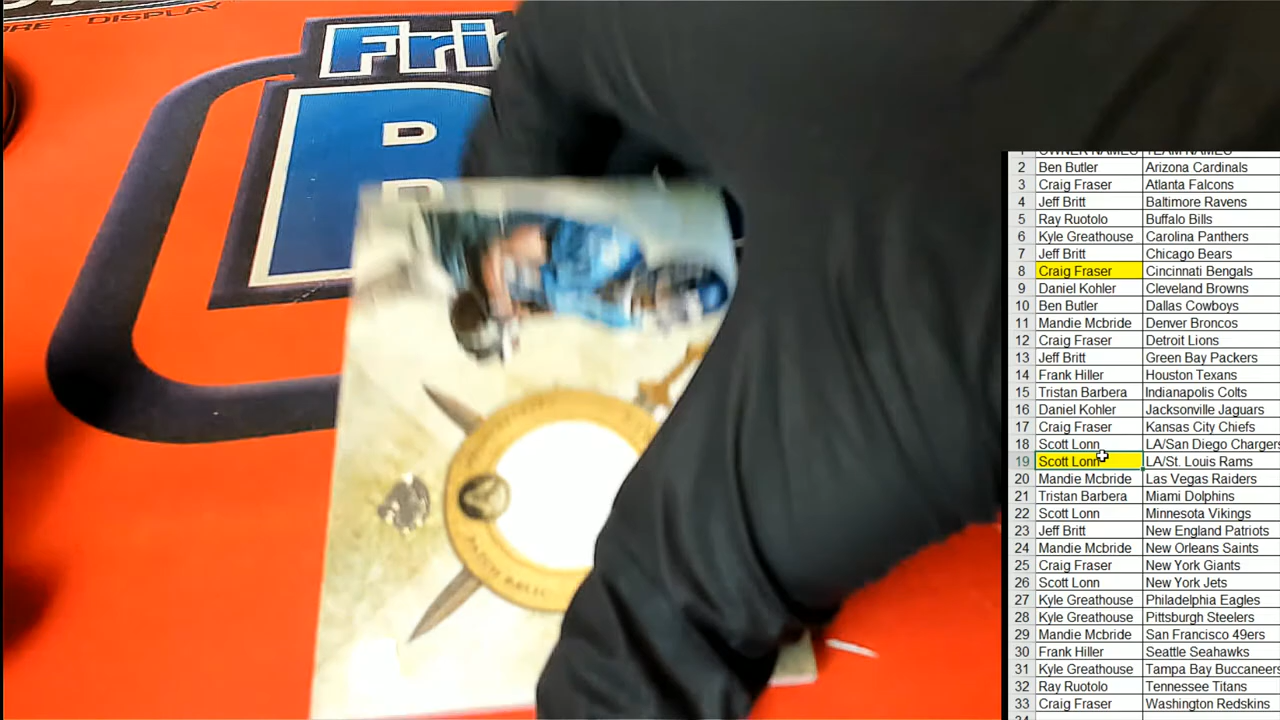 ORE - DISPLAY
Fri
1 OWNER NAMES TEAM NAMES
2 Ben Butler Arizona Cardinals
3 Craig Fraser Atlanta Falcons
4 Jeff Britt Baltimore Ravens
5 Ray Ruotolo Buffalo Bills
6 Kyle Greathouse Carolina Panthers
7 Jeff Britt Chicago Bears
8 Craig Fraser Cincinnati Bengals
9 Daniel Kohler Cleveland Browns
10 Ben Butler Dallas Cowboys
11 Mandie Mcbride Denver Broncos
12 Craig Fraser Detroit Lions
13 Jeff Britt Green Bay Packers
14 Frank Hiller Houston Texans
15 Tristan Barbera Indianapolis Colts
16 Daniel Kohler Jacksonville Jaguars
17 Craig Fraser Kansas City Chiefs
18 Scott Lonn LA/San Diego Chargers
19 Scott Lonn LA/St. Louis Rams
20 Mandie Mcbride Las Vegas Raiders
21 Tristan Barbera Miami Dolphins
22 Scott Lonn Minnesota Vikings
23 Jeff Britt New England Patriots
24 Mandie Mcbride New Orleans Saints
25 Craig Fraser New York Giants
26 Scott Lonn New York Jets
27 Kyle Greathouse Philadelphia Eagles
28 Kyle Greathouse Pittsburgh Steelers
29 Mandie Mcbride San Francisco 49ers
30 Frank Hiller Seattle Seahawks
31 Kyle Greathouse Tampa Bay Buccaneers
32 Ray Ruotolo Tennessee Titans
33 Craig Fraser Washington Redskins
34